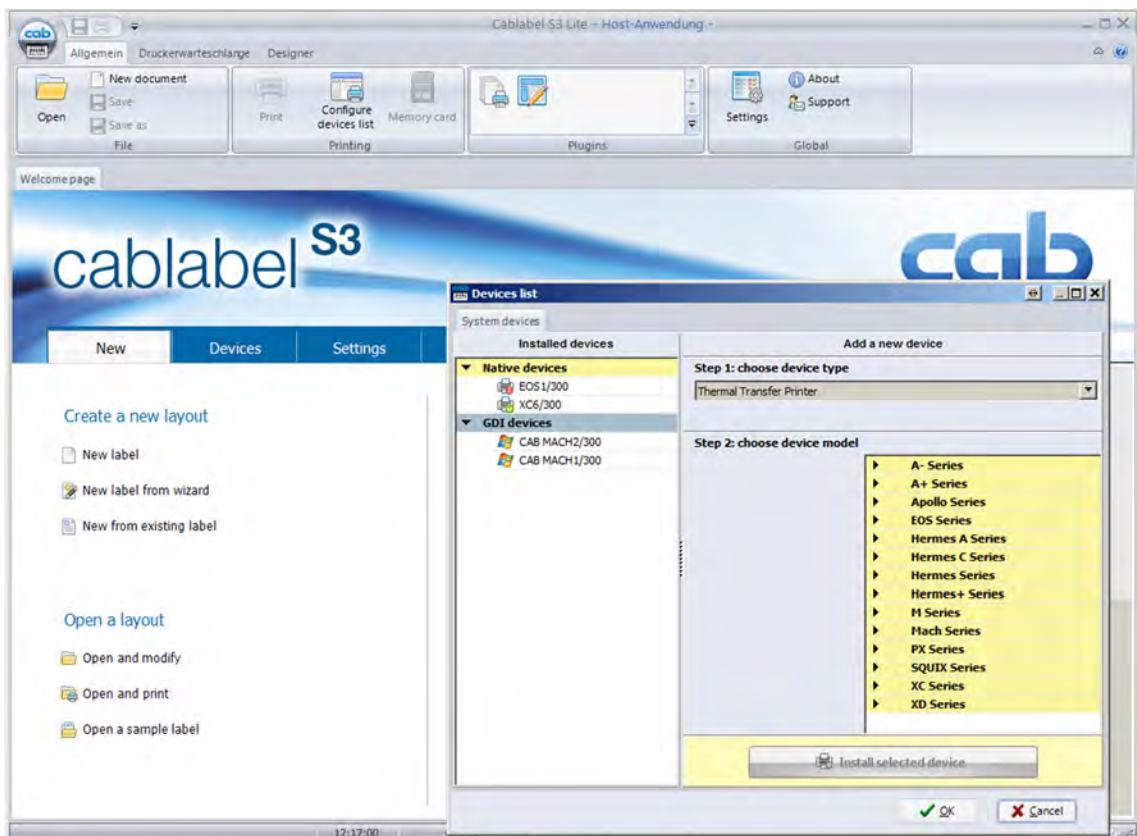 Cablabel S3 Lite - Host-Anwendung -
cab
Allgemein Druckerwarteschlange Designer
Open
New document
Save
Save as
File
Print
Configure
devices list
Memory card
Printing
Plugins
Settings
About
Support
Global
Welcome page
cablabel S3
cab
New Devices Settings
Create a new layout
New label
New label from wizard
New from existing label
Open a layout
Open and modify
Open and print
Open a sample label
12:17:00
Devices list
System devices
Installed devices
Native devices
EOS1/300
XC6/300
GDI devices
CAB MACH2/300
CAB MACH1/300
Add a new device
Step 1: choose device type
Thermal Transfer Printer
Step 2: choose device model
A- Series
A+ Series
Apollo Series
EOS Series
Hermes A Series
Hermes C Series
Hermes Series
Hermes+ Series
M Series
Mach Series
PX Series
SQUIX Series
XC Series
XD Series
Install selected device
OK
Cancel